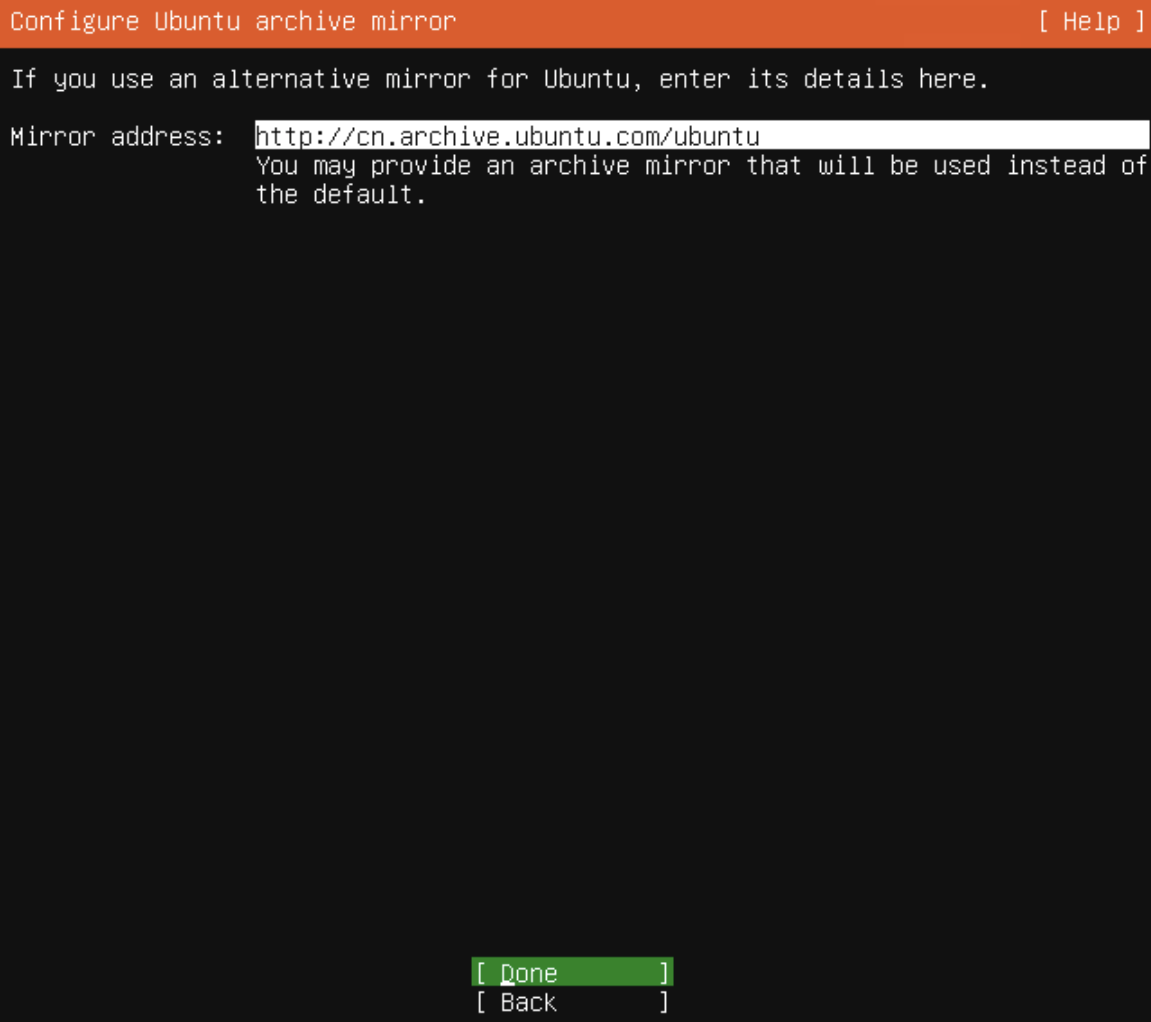 Configure Ubuntu archive mirror [ Help ]
If you use an alternative mirror for Ubuntu, enter its details here.
Mirror address: http://cn.archive.ubuntu.com/ubuntu
You may provide an archive mirror that will be used instead of
the default.
[ Done ]
[ Back ]